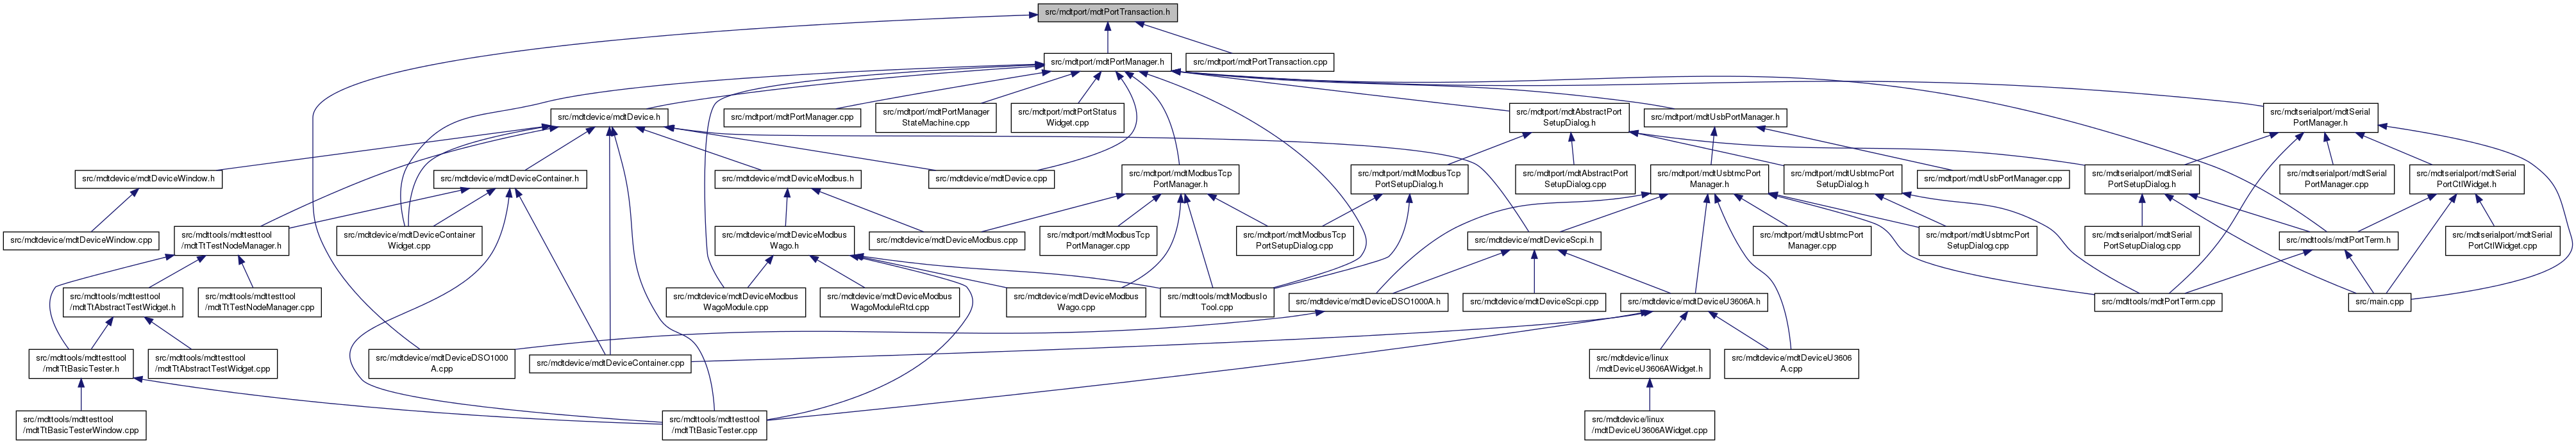 src/mdtport/mdtPortTransaction.h
src/mdtport/mdtPortManager.h
src/mdtport/mdtPortTransaction.cpp
src/mdtdevice/mdtDevice.h
src/mdtport/mdtPortManager.cpp
src/mdtport/mdtPortManager
StateMachine.cpp
src/mdtport/mdtPortStatus
Widget.cpp
src/mdtport/mdtAbstractPort
SetupDialog.h
src/mdtport/mdtUsbPortManager.h
src/mdtserialport/mdtSerial
PortManager.h
src/mdtdevice/mdtDeviceWindow.h
src/mdtdevice/mdtDeviceContainer.h
src/mdtdevice/mdtDeviceModbus.h
src/mdtdevice/mdtDevice.cpp
src/mdtport/mdtModbusTcp
PortManager.h
src/mdtport/mdtModbusTcp
PortSetupDialog.h
src/mdtport/mdtAbstractPort
SetupDialog.cpp
src/mdtport/mdtUsbtmcPort
Manager.h
src/mdtport/mdtUsbtmcPort
SetupDialog.h
src/mdtport/mdtUsbPortManager.cpp
src/mdtserialport/mdtSerial
PortSetupDialog.h
src/mdtserialport/mdtSerial
PortManager.cpp
src/mdtserialport/mdtSerial
PortCtlWidget.h
src/mdtdevice/mdtDeviceWindow.cpp
src/mdttools/mdttesttool
/mdtTtTestNodeManager.h
src/mdtdevice/mdtDeviceContainer
Widget.cpp
src/mdtdevice/mdtDeviceModbus
Wago.h
src/mdtdevice/mdtDeviceModbus.cpp
src/mdtport/mdtModbusTcp
PortManager.cpp
src/mdtport/mdtModbusTcp
PortSetupDialog.cpp
src/mdtdevice/mdtDeviceScpi.h
src/mdtport/mdtUsbtmcPort
Manager.cpp
src/mdtport/mdtUsbtmcPort
SetupDialog.cpp
src/mdtserialport/mdtSerial
PortSetupDialog.cpp
src/mdttools/mdtPortTerm.h
src/mdtserialport/mdtSerial
PortCtlWidget.cpp
src/mdttools/mdttesttool
/mdtTtAbstractTestWidget.h
src/mdttools/mdttesttool
/mdtTtTestNodeManager.cpp
src/mdtdevice/mdtDeviceModbus
WagoModule.cpp
src/mdtdevice/mdtDeviceModbus
WagoModuleRtd.cpp
src/mdtdevice/mdtDeviceModbus
Wago.cpp
src/mdttools/mdtModbusIo
Tool.cpp
src/mdtdevice/mdtDeviceDSO1000A.h
src/mdtdevice/mdtDeviceScpi.cpp
src/mdtdevice/mdtDeviceU3606A.h
src/mdttools/mdtPortTerm.cpp
src/main.cpp
src/mdttools/mdttesttool
/mdtTtBasicTester.h
src/mdttools/mdttesttool
/mdtTtAbstractTestWidget.cpp
src/mdtdevice/mdtDeviceDSO1000
A.cpp
src/mdtdevice/mdtDeviceContainer.cpp
src/mdtdevice/linux
/mdtDeviceU3606AWidget.h
src/mdtdevice/mdtDeviceU3606
A.cpp
src/mdttools/mdttesttool
/mdtTtBasicTesterWindow.cpp
src/mdttools/mdttesttool
/mdtTtBasicTester.cpp
src/mdtdevice/linux
/mdtDeviceU3606AWidget.cpp